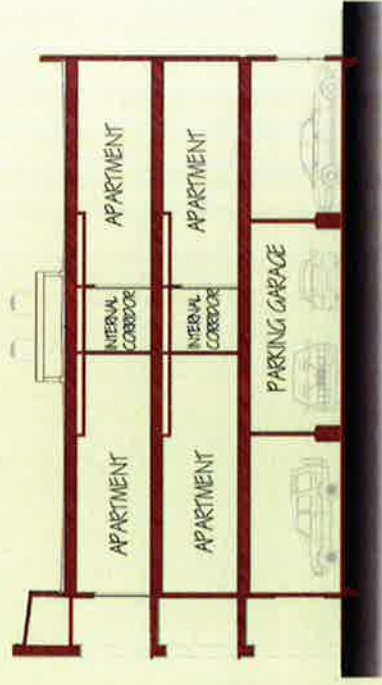 APARTMENT
INTERNAL
CORRIDOR
APARTMENT
APARTMENT
INTERNAL
CORRIDOR
APARTMENT
PARKING GARAGE